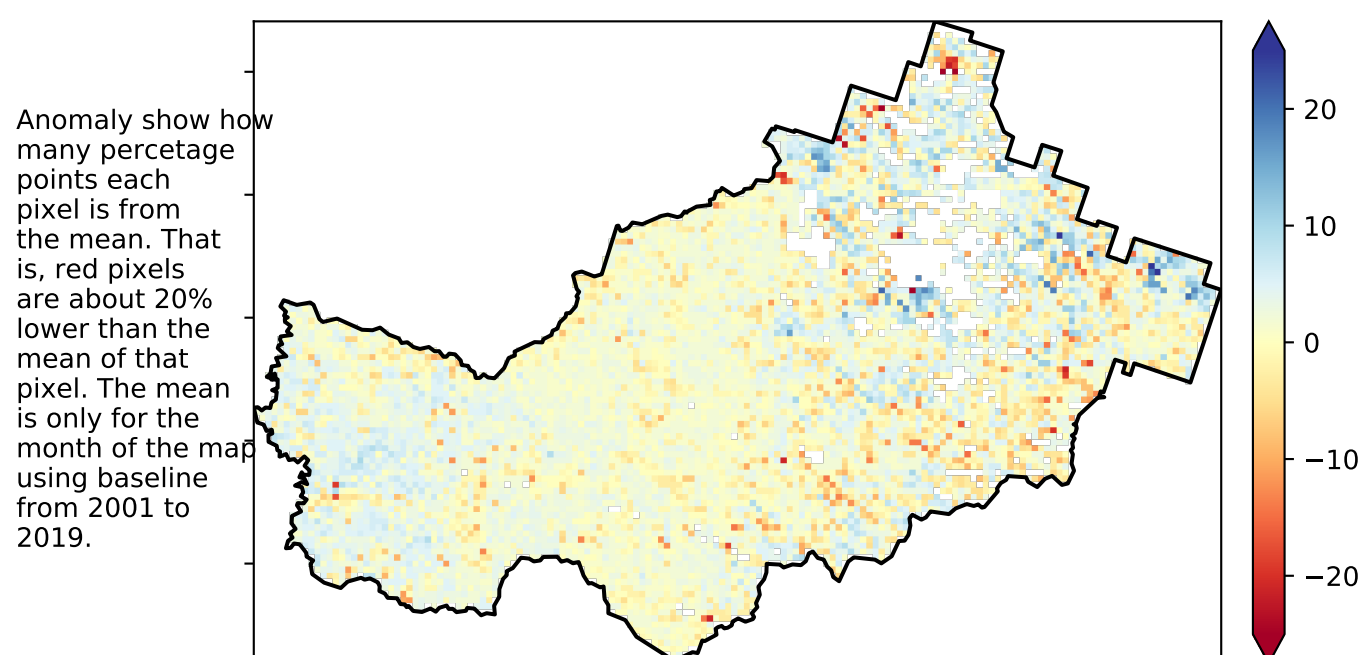 Anomaly show how
many percetage
points each
pixel is from
the mean. That
is, red pixels
are about 20%
lower than the
mean of that
pixel. The mean
is only for the
month of the map
using baseline
from 2001 to
2019.
20
10
0
−10
−20